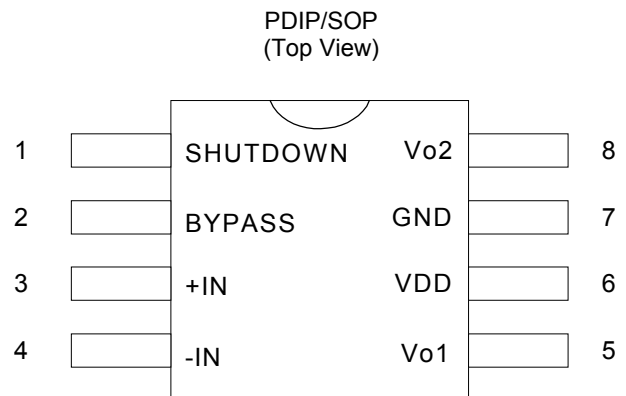 PDIP/SOP
(Top View)
1 SHUTDOWN Vo2 8
2 BYPASS GND 7
3 +IN VDD 6
4 -IN Vo1 5